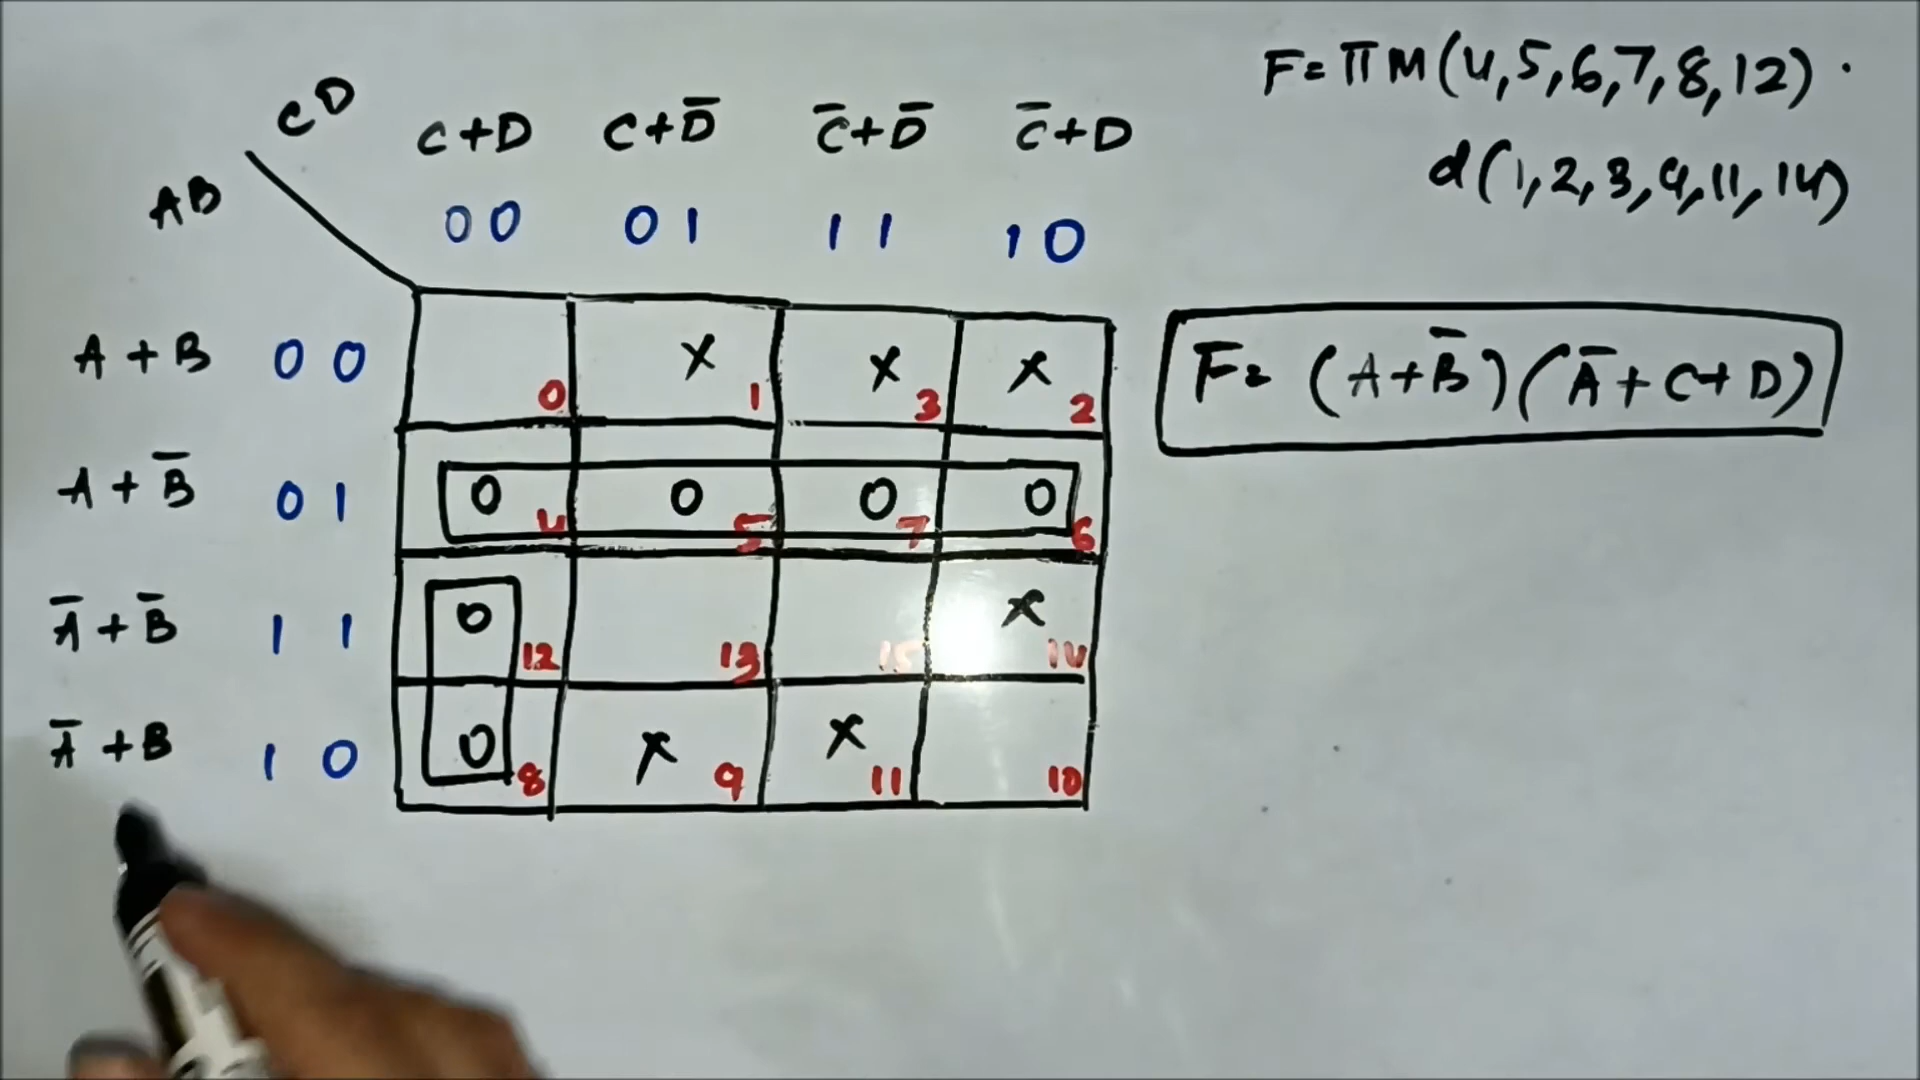 F= π M (4,5,6,7,8,12) .
d(1,2,3,9,11,14)
CD
AB
C+D C+D̅ C̅+D̅ C̅+D
00 01 11 10
A+B 00 X 1 X 3 X 2 0
A+B̅ 01 0 4 0 5 0 7 0 6
A̅+B̅ 11 0 12 13 15 X 14
A̅+B 10 0 8 X 9 X 11 10
F= (A+B̅)(A̅+C+D)